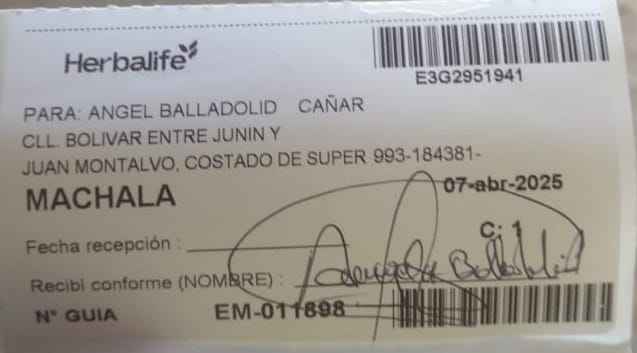 Herbalife
E3G2951941
PARA: ANGEL BALLADOLID CAÑAR
CLL. BOLIVAR ENTRE JUNIN Y
JUAN MONTALVO, COSTADO DE SUPER 993-184381-
MACHALA
07-abr-2025
C: 1
Fecha recepción :
Recibi conforme (NOMBRE) :
N° GUIA EM-011898